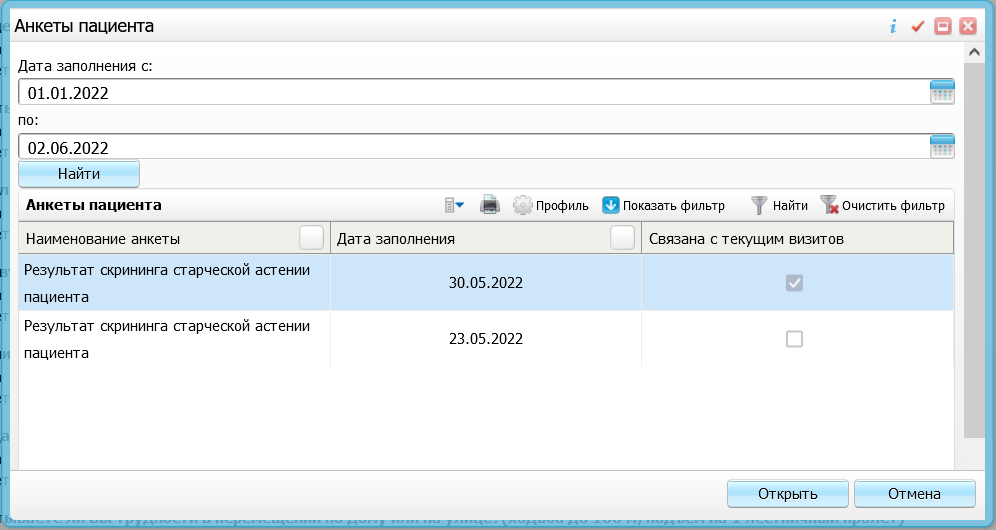 Анкеты пациента
Дата заполнения с:
01.01.2022
по:
02.06.2022
Найти
Анкеты пациента Профиль Показать фильтр Найти Очистить фильтр
Наименование анкеты Дата заполнения Связана с текущим визитов
Результат скрининга старческой астении
пациента
30.05.2022
Результат скрининга старческой астении
пациента
23.05.2022
Открыть Отмена